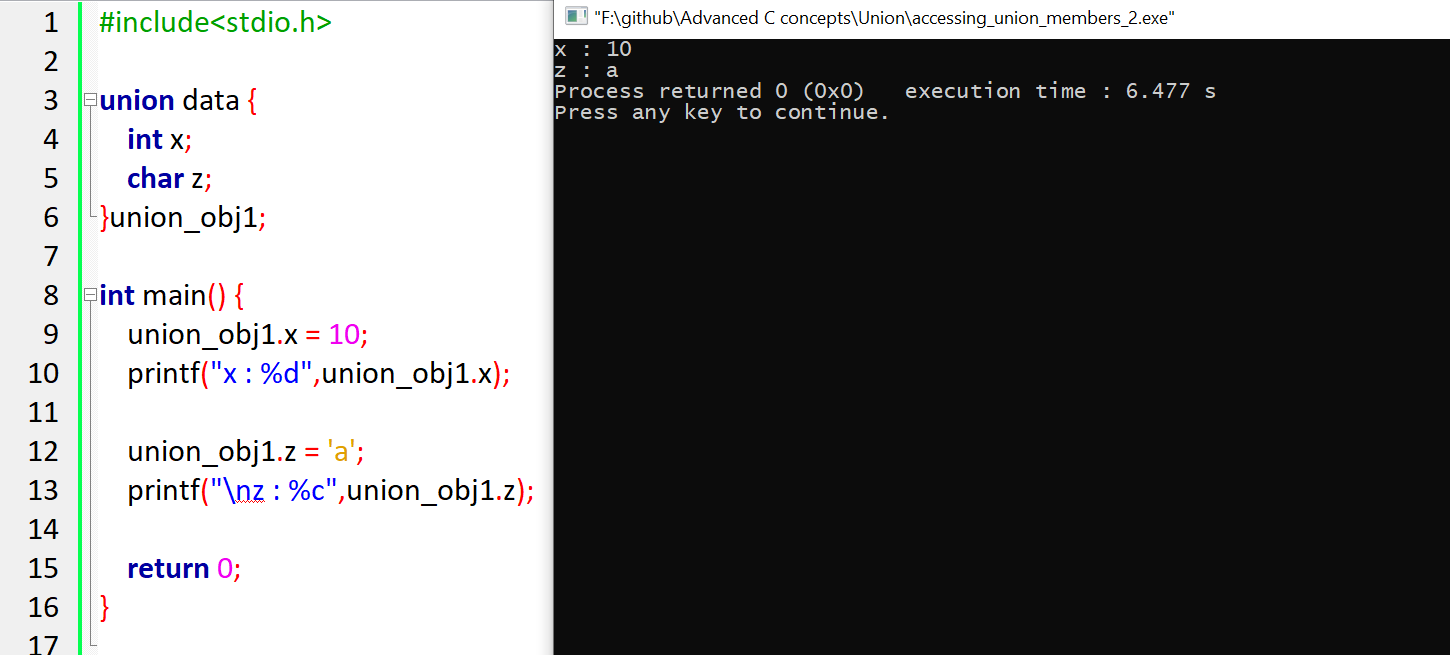 1 #include<stdio.h>
2
3 union data {
4 int x;
5 char z;
6 }union_obj1;
7
8 int main() {
9 union_obj1.x = 10;
10 printf("x : %d",union_obj1.x);
11
12 union_obj1.z = 'a';
13 printf("\nz : %c",union_obj1.z);
14
15 return 0;
16 }
17
"F:\github\Advanced C concepts\Union\accessing_union_members_2.exe"
x : 10
z : a
Process returned 0 (0x0)   execution time : 6.477 s
Press any key to continue.